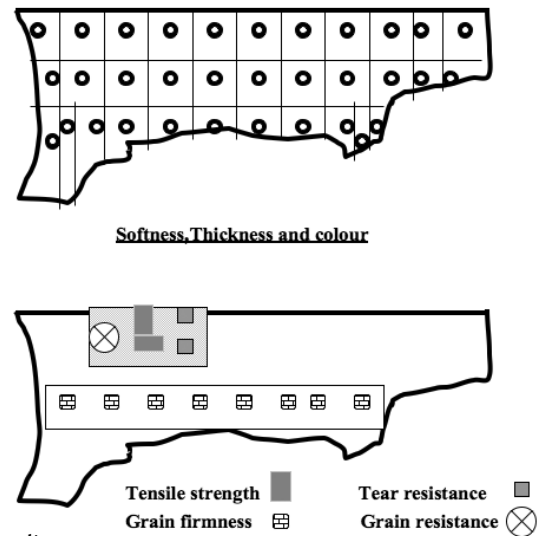 Softness,Thickness and colour
Tensile strength
Tear resistance
Grain firmness
Grain resistance